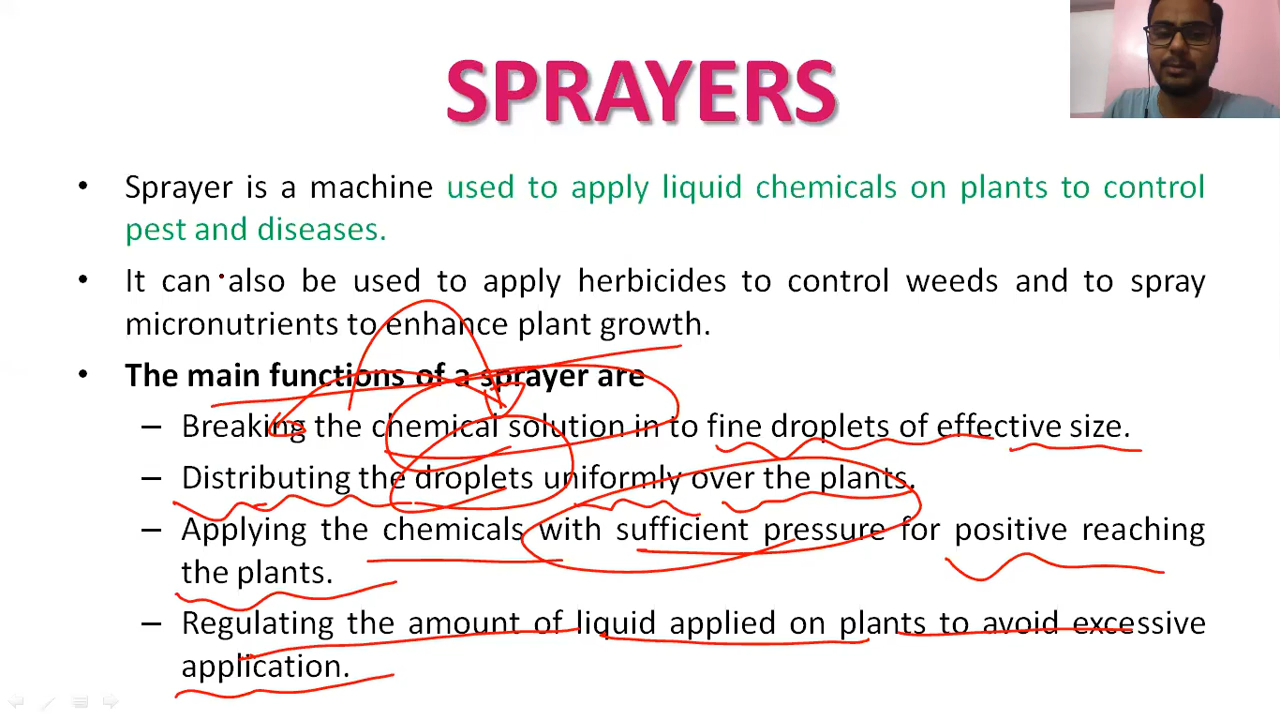 SPRAYERS
• Sprayer is a machine used to apply liquid chemicals on plants to control
pest and diseases.
• It can also be used to apply herbicides to control weeds and to spray
micronutrients to enhance plant growth.
• The main functions of a sprayer are
– Breaking the chemical solution in to fine droplets of effective size.
– Distributing the droplets uniformly over the plants.
– Applying the chemicals with sufficient pressure for positive reaching
the plants.
– Regulating the amount of liquid applied on plants to avoid excessive
application.